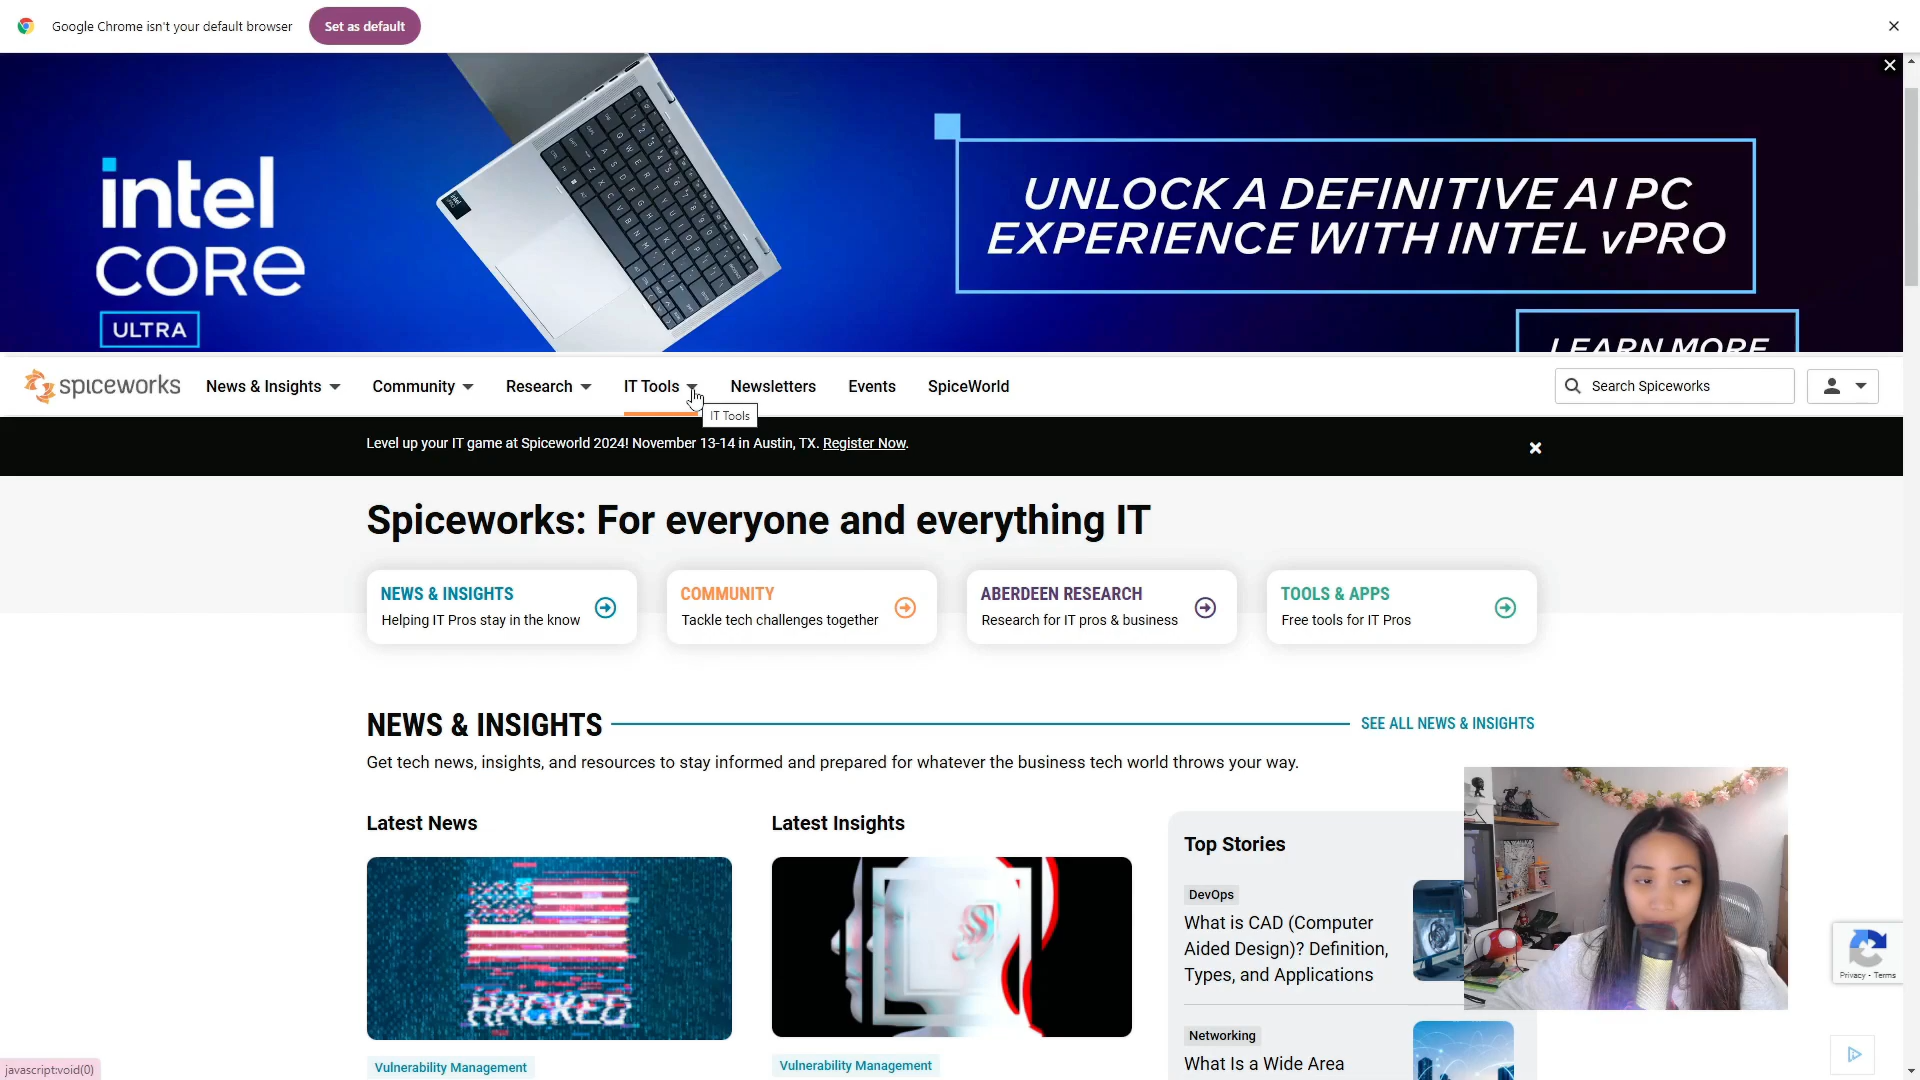 Google Chrome isn't your default browser
Set as default
intel
CORE
ULTRA
UNLOCK A DEFINITIVE AI PC
EXPERIENCE WITH INTEL vPRO
LEARN MORE
spiceworks
News & Insights
Community
Research
IT Tools
Newsletters
Events
SpiceWorld
Search Spiceworks
IT Tools
Level up your IT game at Spiceworld 2024! November 13-14 in Austin, TX. Register Now.
Spiceworks: For everyone and everything IT
NEWS & INSIGHTS
Helping IT Pros stay in the know
COMMUNITY
Tackle tech challenges together
ABERDEEN RESEARCH
Research for IT pros & business
TOOLS & APPS
Free tools for IT Pros
NEWS & INSIGHTS
SEE ALL NEWS & INSIGHTS
Get tech news, insights, and resources to stay informed and prepared for whatever the business tech world throws your way.
Latest News
HACKED
Vulnerability Management
Latest Insights
Vulnerability Management
Top Stories
DevOps
What is CAD (Computer
Aided Design)? Definition,
Types, and Applications
Networking
What Is a Wide Area
Privacy - Terms
javascript:void(0)